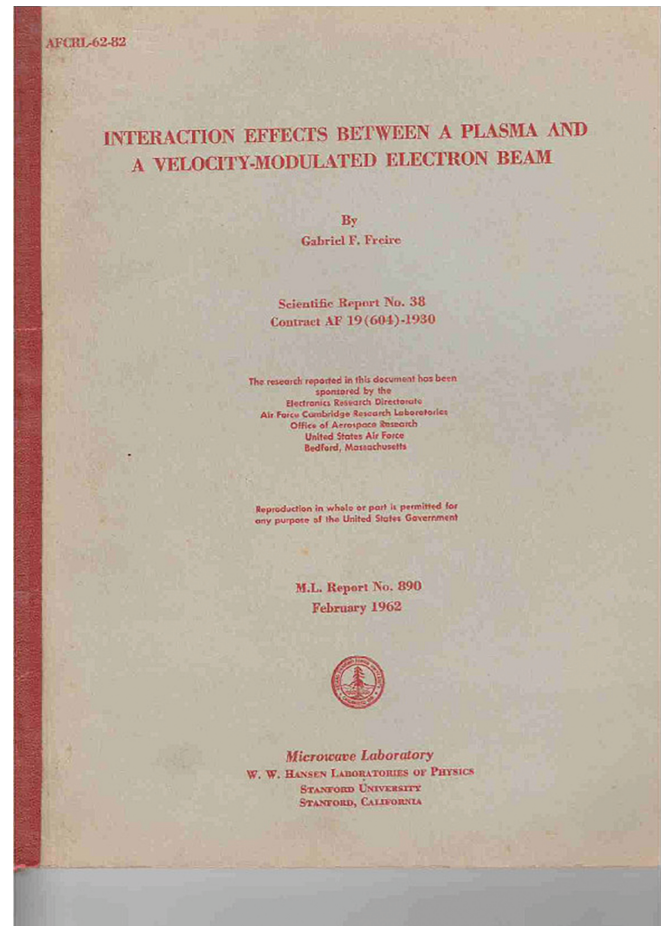 AFCRL-62-82
INTERACTION EFFECTS BETWEEN A PLASMA AND
A VELOCITY-MODULATED ELECTRON BEAM
By
Gabriel F. Freire
Scientific Report No. 38
Contract AF 19(604)-1930
The research reported in this document has been
sponsored by the
Electronics Research Directorate
Air Force Cambridge Research Laboratories
Office of Aerospace Research
United States Air Force
Bedford, Massachusetts
Reproduction in whole or part is permitted for
any purpose of the United States Government
M.L. Report No. 890
February 1962
Microwave Laboratory
W. W. HANSEN LABORATORIES OF PHYSICS
STANFORD UNIVERSITY
STANFORD, CALIFORNIA